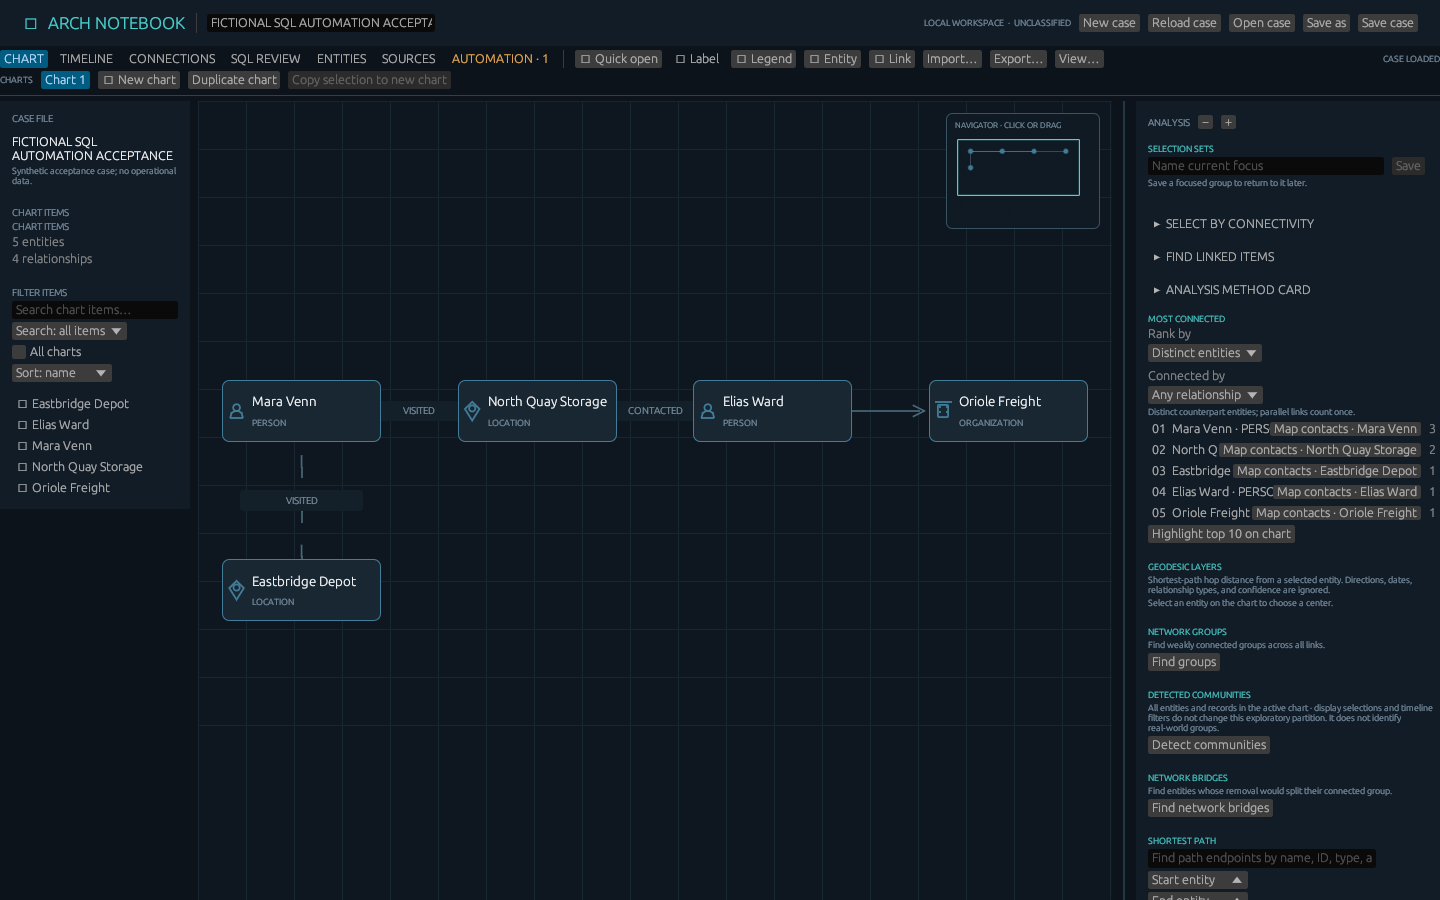 ARCH NOTEBOOK
FICTIONAL SQL AUTOMATION ACCEPTA
LOCAL WORKSPACE · UNCLASSIFIED
New case
Reload case
Open case
Save as
Save case
CHART
TIMELINE
CONNECTIONS
SQL REVIEW
ENTITIES
SOURCES
AUTOMATION · 1
Quick open
Label
Legend
Entity
Link
Import...
Export...
View...
CASE LOADED
CHARTS
Chart 1
New chart
Duplicate chart
Copy selection to new chart
CASE FILE
FICTIONAL SQL
AUTOMATION ACCEPTANCE
Synthetic acceptance case; no operational
data.
CHART ITEMS
CHART ITEMS
5 entities
4 relationships
FILTER ITEMS
Search chart items...
Search: all items
All charts
Sort: name
Eastbridge Depot
Elias Ward
Mara Venn
North Quay Storage
Oriole Freight
NAVIGATOR · CLICK OR DRAG
Mara Venn
PERSON
VISITED
North Quay Storage
LOCATION
CONTACTED
Elias Ward
PERSON
Oriole Freight
ORGANIZATION
VISITED
Eastbridge Depot
LOCATION
ANALYSIS
−
+
SELECTION SETS
Name current focus
Save
Save a focused group to return to it later.
SELECT BY CONNECTIVITY
FIND LINKED ITEMS
ANALYSIS METHOD CARD
MOST CONNECTED
Rank by
Distinct entities
Connected by
Any relationship
Distinct counterpart entities; parallel links count once.
01 Mara Venn · PERS Map contacts · Mara Venn 3
02 North Q Map contacts · North Quay Storage 2
03 Eastbridge Map contacts · Eastbridge Depot 1
04 Elias Ward · PERSC Map contacts · Elias Ward 1
05 Oriole Freight Map contacts · Oriole Freight 1
Highlight top 10 on chart
GEODESIC LAYERS
Shortest-path hop distance from a selected entity. Directions, dates,
relationship types, and confidence are ignored.
Select an entity on the chart to choose a center.
NETWORK GROUPS
Find weakly connected groups across all links.
Find groups
DETECTED COMMUNITIES
All entities and records in the active chart · display selections and timeline
filters do not change this exploratory partition. It does not identify
real-world groups.
Detect communities
NETWORK BRIDGES
Find entities whose removal would split their connected group.
Find network bridges
SHORTEST PATH
Find path endpoints by name, ID, type, a
Start entity
End entity